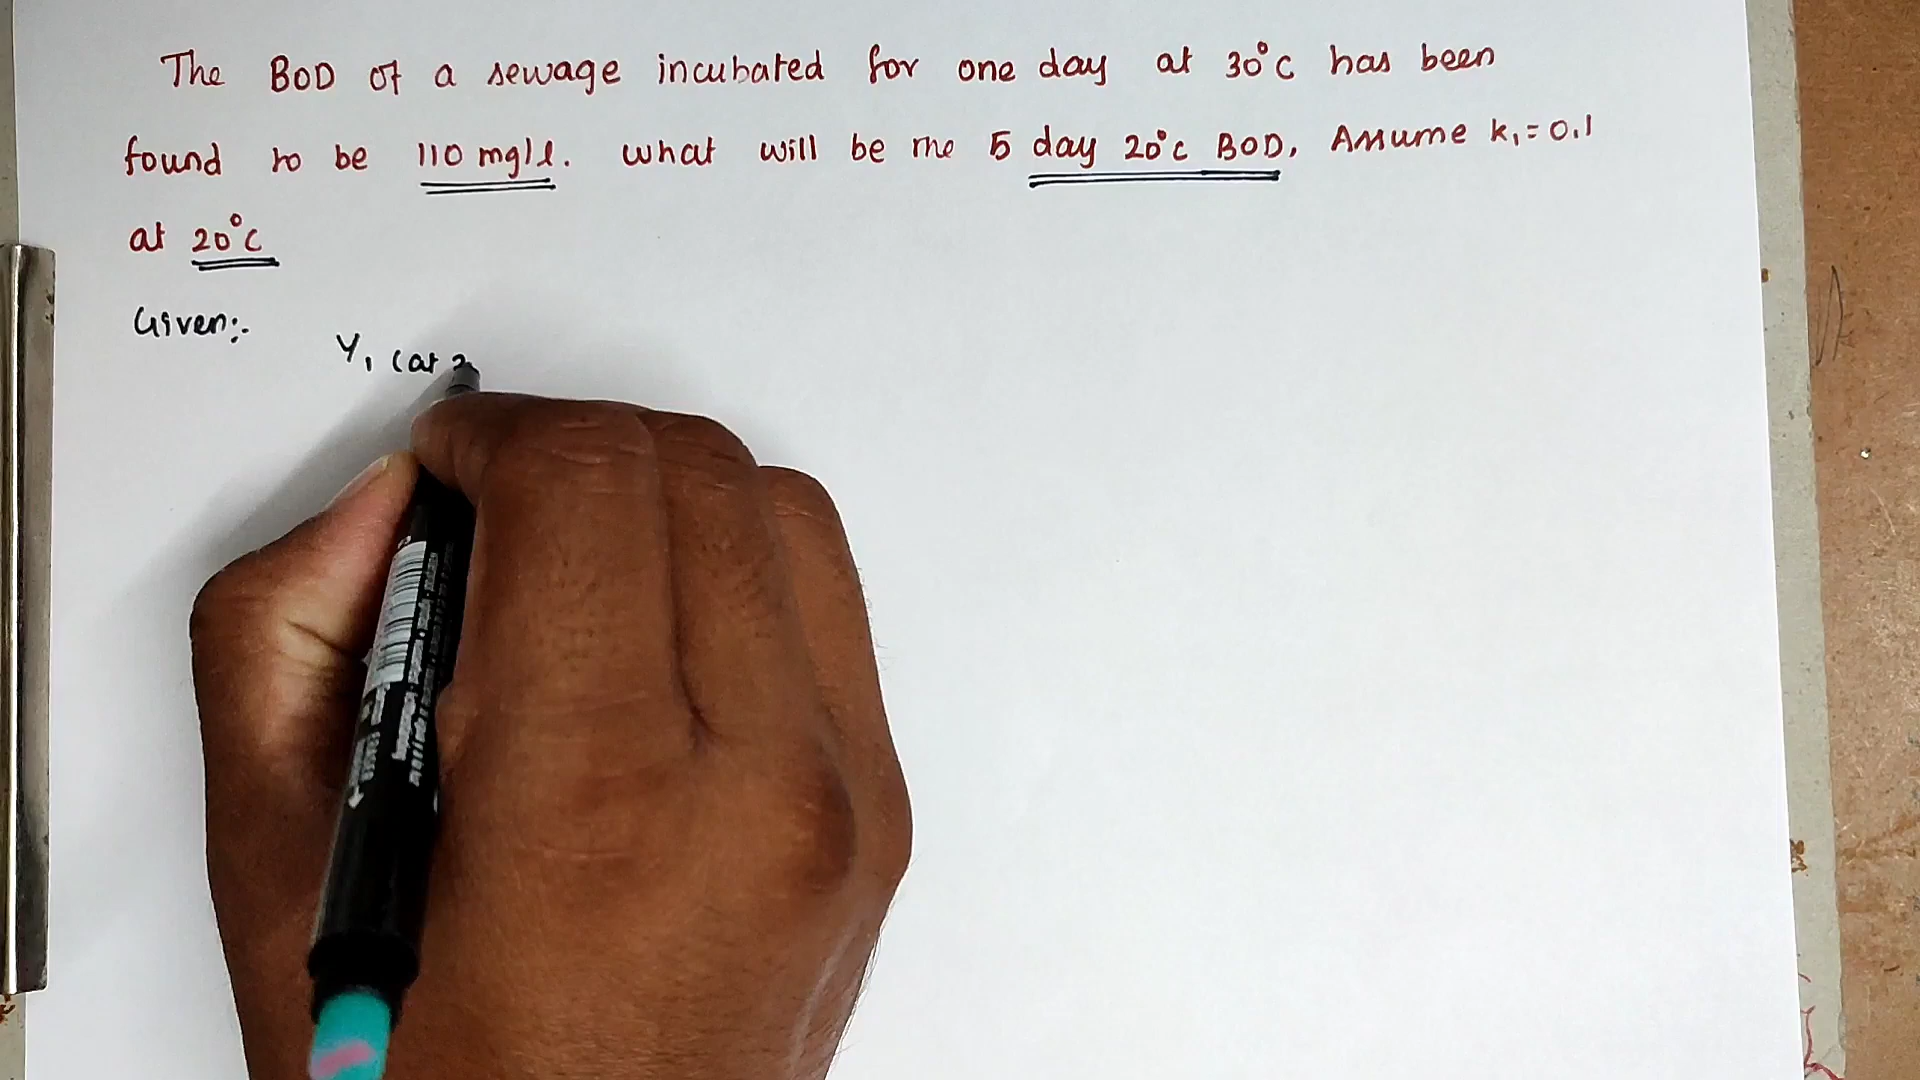 The BOD of a sewage incubated for one day at 30°C has been
found to be 110 mg/l. what will be the 5 day 20°C BOD, Assume k₁=0.1
at 20°C
Given:-
Y₁ (at